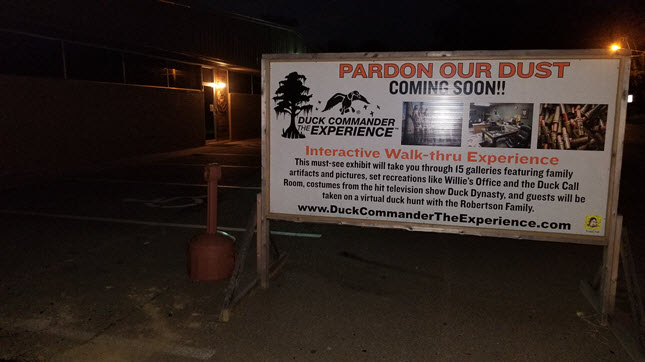 PARDON OUR DUST
COMING SOON!!
DUCK COMMANDER
THE EXPERIENCE
Interactive Walk-thru Experience
This must-see exhibit will take you through 15 galleries featuring family
artifacts and pictures, set recreations like Willie's Office and the Duck Call
Room, costumes from the hit television show Duck Dynasty, and guests will be
taken on a virtual duck hunt with the Robertson Family.
www.DuckCommanderTheExperience.com